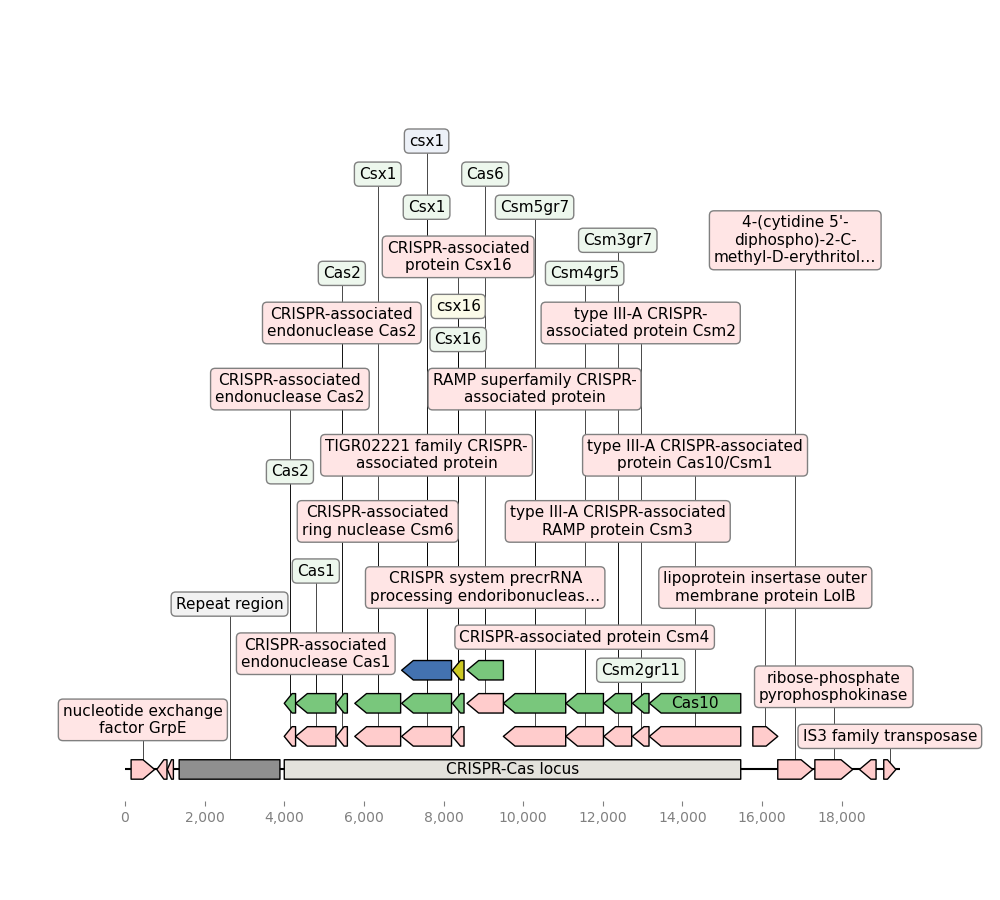 csx1
Csx1
Cas6
Csx1
Csm5gr7
4-(cytidine 5'-
diphospho)-2-C-
methyl-D-erythritol...
Csm3gr7
CRISPR-associated
protein Csx16
Cas2
Csm4gr5
csx16
CRISPR-associated
endonuclease Cas2
type III-A CRISPR-
associated protein Csm2
Csx16
CRISPR-associated
endonuclease Cas2
RAMP superfamily CRISPR-
associated protein
TIGR02221 family CRISPR-
associated protein
type III-A CRISPR-associated
protein Cas10/Csm1
Cas2
CRISPR-associated
ring nuclease Csm6
type III-A CRISPR-associated
RAMP protein Csm3
Cas1
CRISPR system precrRNA
processing endoribonucleas...
lipoprotein insertase outer
membrane protein LolB
Repeat region
CRISPR-associated protein Csm4
CRISPR-associated
endonuclease Cas1
Csm2gr11
ribose-phosphate
pyrophosphokinase
Cas10
nucleotide exchange
factor GrpE
IS3 family transposase
CRISPR-Cas locus
0
2,000
4,000
6,000
8,000
10,000
12,000
14,000
16,000
18,000